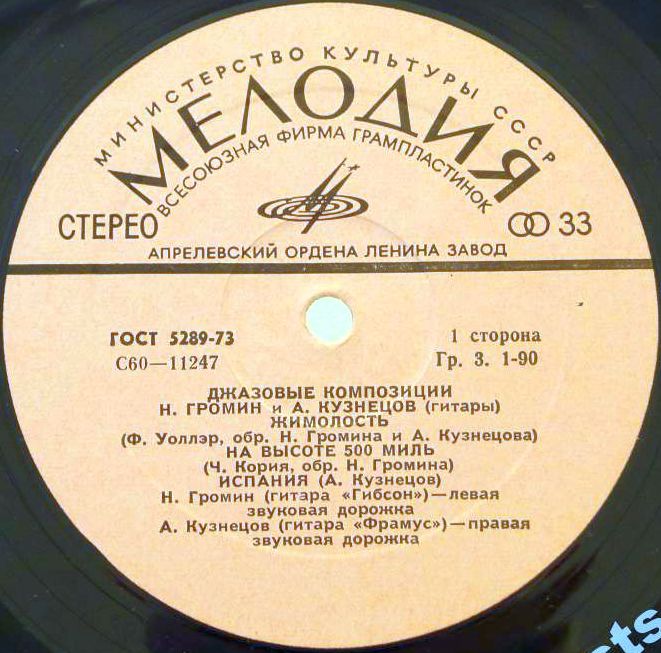 МИНИСТЕРСТВО КУЛЬТУРЫ СССР
МЕЛОДИЯ
ВСЕСОЮЗНАЯ ФИРМА ГРАМПЛАСТИНОК
СТЕРЕО
33
АПРЕЛЕВСКИЙ ОРДЕНА ЛЕНИНА ЗАВОД
ГОСТ 5289-73
1 сторона
С60—11247
Гр. 3. 1-90
ДЖАЗОВЫЕ КОМПОЗИЦИИ
Н. ГРОМИН и А. КУЗНЕЦОВ (гитары)
ЖИМОЛОСТЬ
(Ф. Уоллэр, обр. Н. Громина и А. Кузнецова)
НА ВЫСОТЕ 500 МИЛЬ
(Ч. Кория, обр. Н. Громина)
ИСПАНИЯ (А. Кузнецов)
Н. Громин (гитара «Гибсон»)—левая
звуковая дорожка
А. Кузнецов (гитара «Фрамус»)—правая
звуковая дорожка